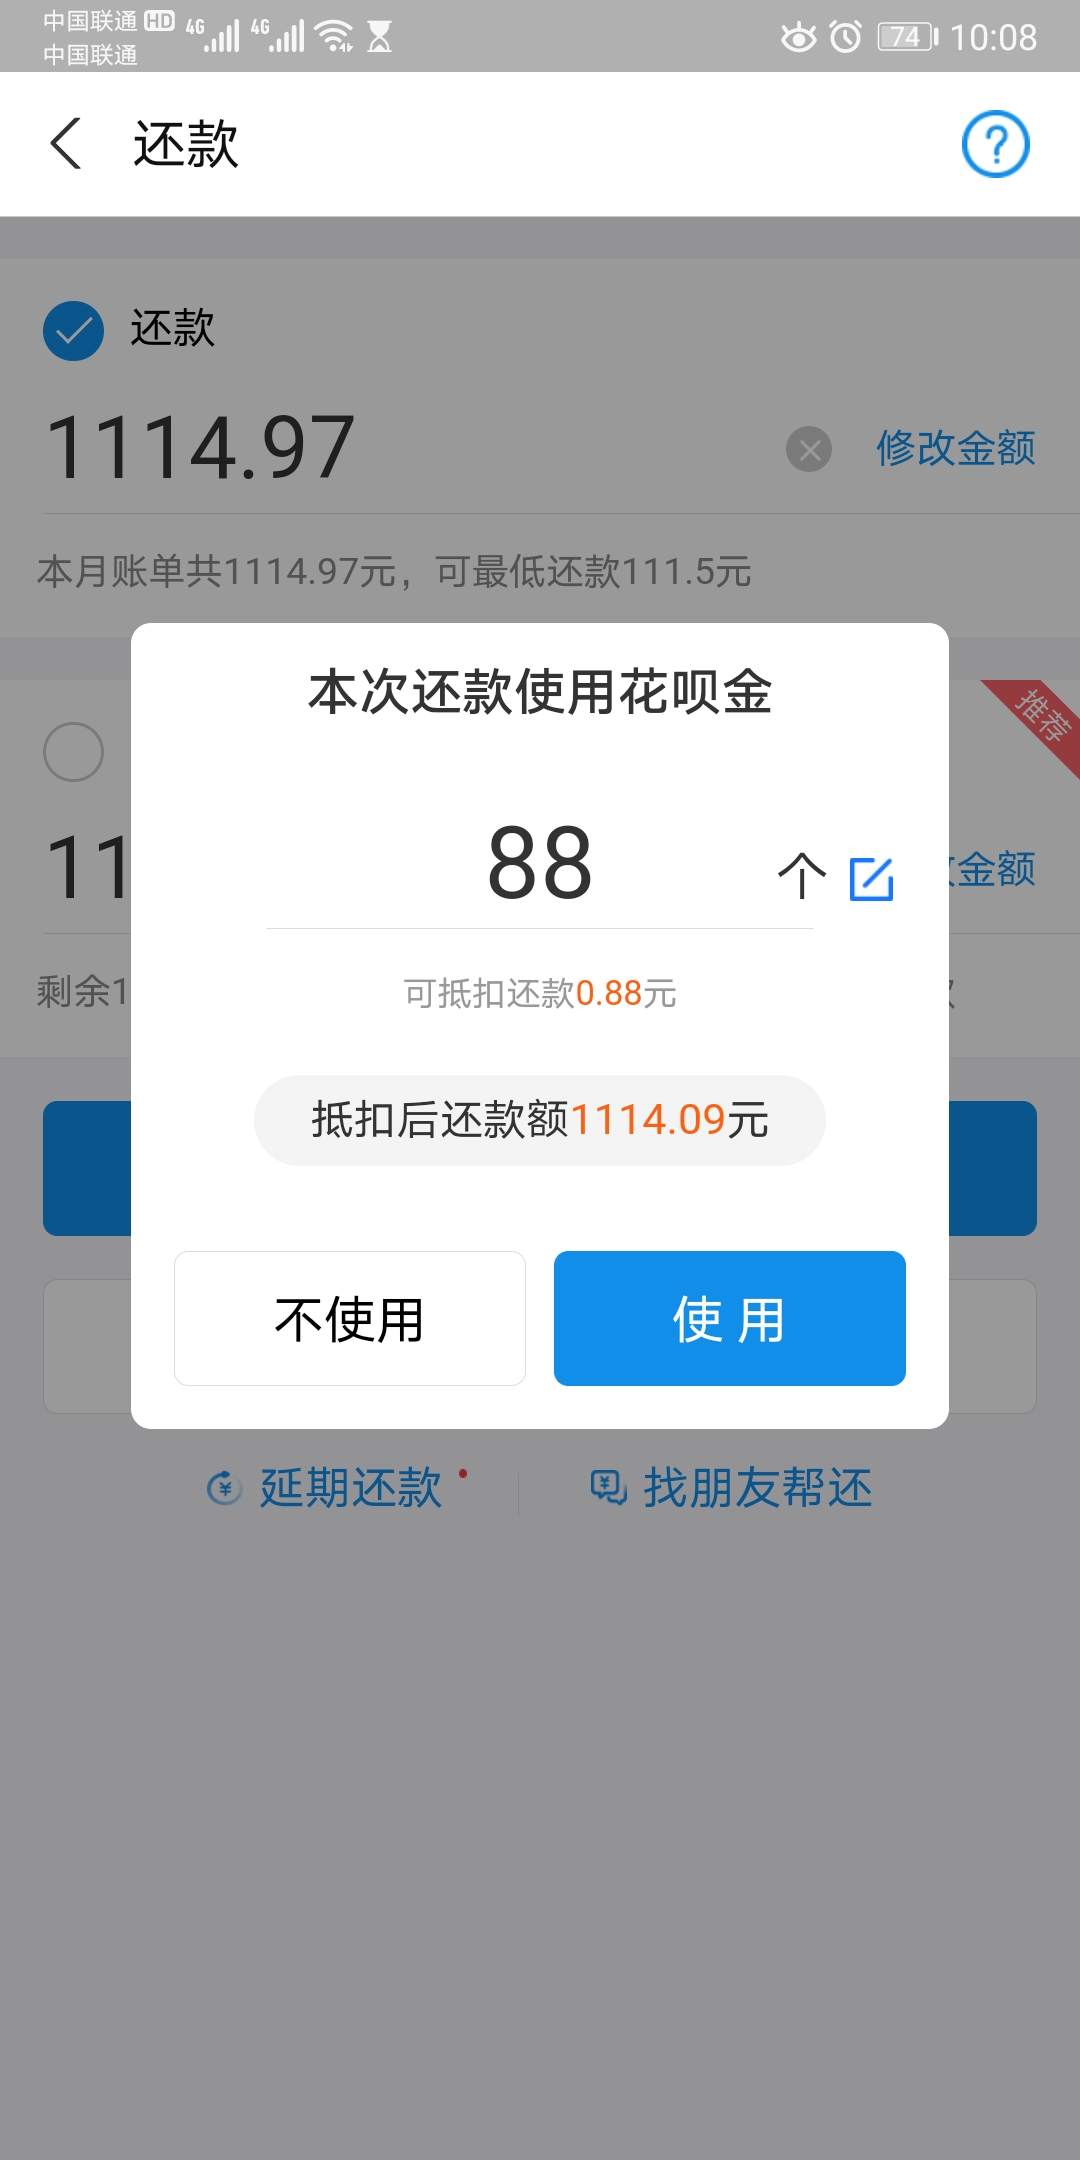 中国联通 HD 4G 4G 74 10:08
中国联通
还款
还款
1114.97 修改金额
本月账单共1114.97元，可最低还款111.5元
本次还款使用花呗金
推荐
88 个
11 金额
可抵扣还款0.88元
剩余1
抵扣后还款额1114.09元
不使用 使用
延期还款 找朋友帮还